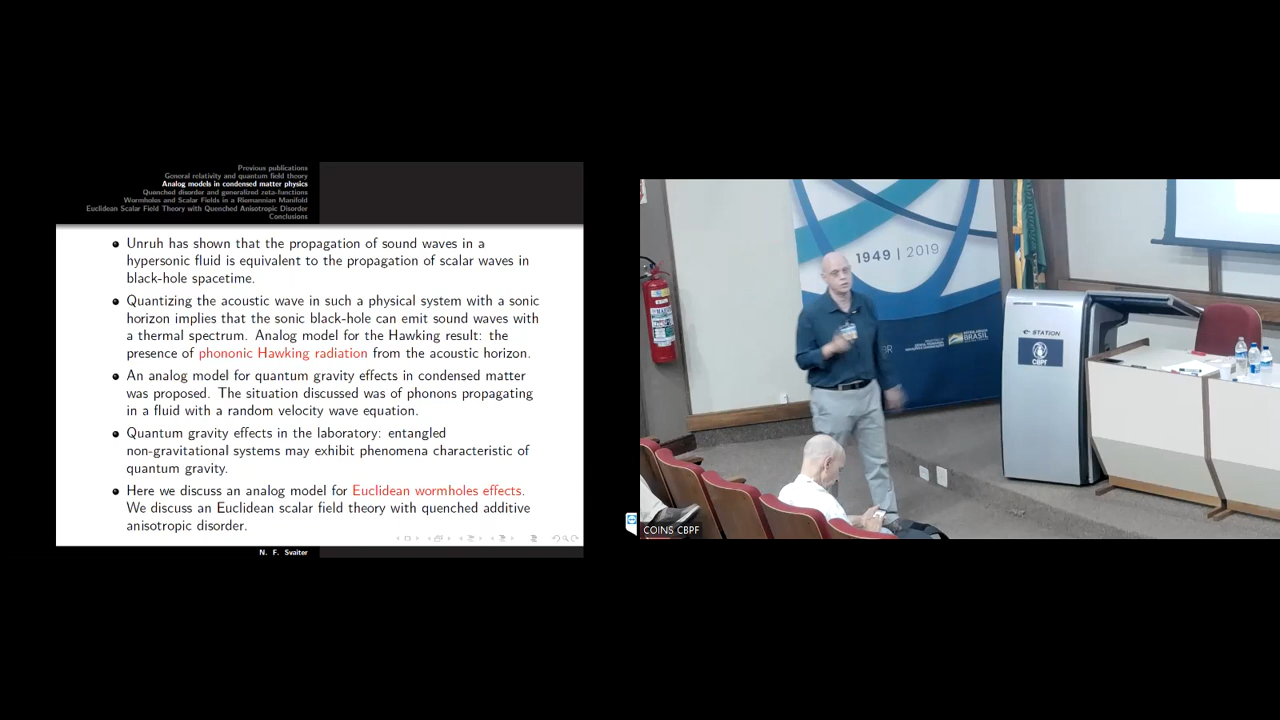 Previous publications
General relativity and quantum field theory
Analog models in condensed matter physics
Quenched disorder and generalized zeta-functions
Wormholes and Scalar Fields in a Riemannian Manifold
Euclidean Scalar Field Theory with Quenched Anisotropic Disorder
Conclusions
Unruh has shown that the propagation of sound waves in a
hypersonic fluid is equivalent to the propagation of scalar waves in
black-hole spacetime.
Quantizing the acoustic wave in such a physical system with a sonic
horizon implies that the sonic black-hole can emit sound waves with
a thermal spectrum. Analog model for the Hawking result: the
presence of phononic Hawking radiation from the acoustic horizon.
An analog model for quantum gravity effects in condensed matter
was proposed. The situation discussed was of phonons propagating
in a fluid with a random velocity wave equation.
Quantum gravity effects in the laboratory: entangled
non-gravitational systems may exhibit phenomena characteristic of
quantum gravity.
Here we discuss an analog model for Euclidean wormholes effects.
We discuss an Euclidean scalar field theory with quenched additive
anisotropic disorder.
N. F. Svaiter
1949 | 2019
BRASIL
STATION
CBPF
COINS CBPF